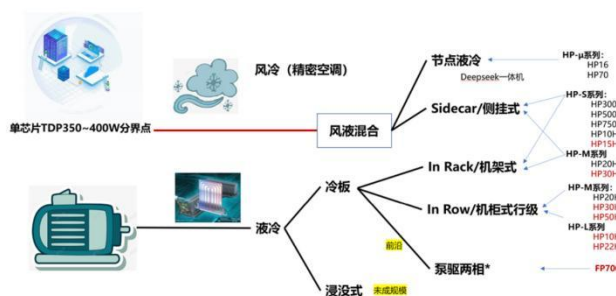 风冷（精密空调）
单芯片TDP350~400W分界点
风液混合
节点液冷
Deepseek一体机
Sidecar/侧挂式
In Rack/机架式
In Row/机柜式行级
泵驱两相*
液冷
冷板
浸没式
前沿
未成规模
HP-μ系列:
HP16
HP70
HP-S系列:
HP300
HP500
HP750
HP10H
HP15H
HP-M系列
HP20H
HP30H
HP-M系列:
HP20H
HP30H
HP50H
HP-L系列
HP10H
HP22H
FP70